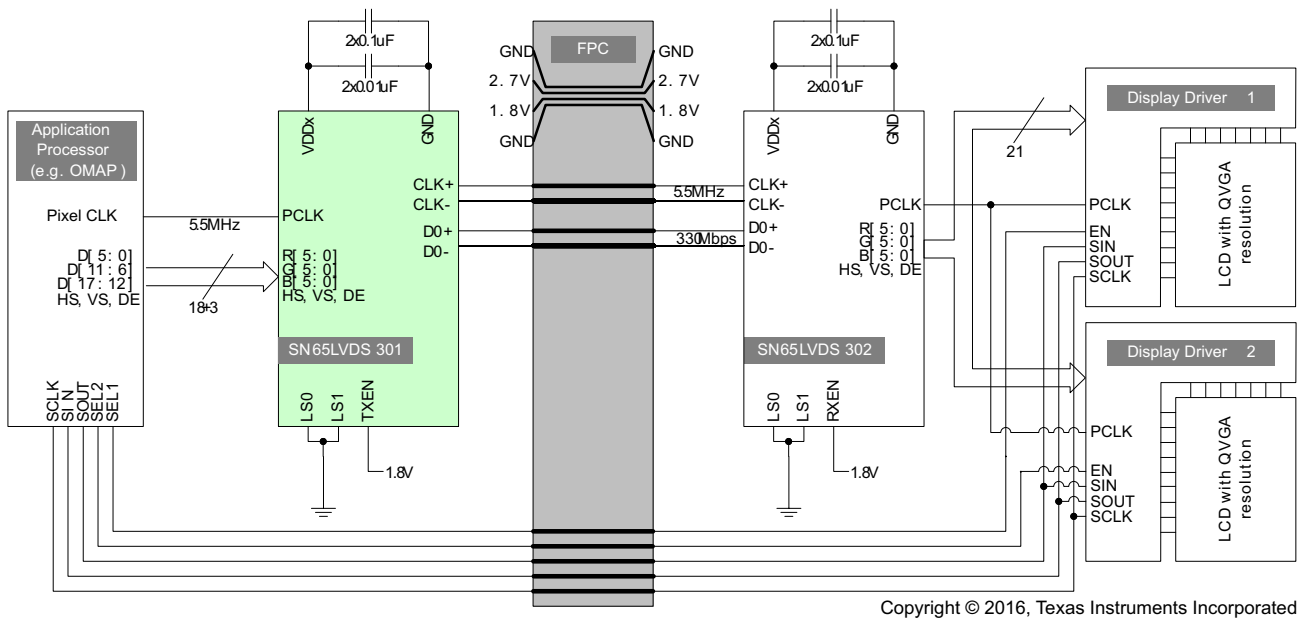 2x0.1uF
2x0.01uF
VDDx
GND
Application
Processor
(e.g. OMAP)
Pixel CLK
D[5:0]
D[11:6]
D[17:12]
HS, VS, DE
SCLK
SIN
SOUT
SEL2
SEL1
5.5MHz
18+3
PCLK
R[5:0]
G[5:0]
B[5:0]
HS, VS, DE
CLK+
CLK-
D0+
D0-
SN65LVDS 301
LS0
LS1
TXEN
1.8V
FPC
GND
2.7V
1.8V
GND
GND
2.7V
1.8V
GND
5.5MHz
330Mbps
2x0.1uF
2x0.01uF
VDDx
GND
CLK+
CLK-
D0+
D0-
PCLK
R[5:0]
G[5:0]
B[5:0]
HS, VS, DE
SN65LVDS 302
LS0
LS1
RXEN
1.8V
21
Display Driver 1
PCLK
EN
SIN
SOUT
SCLK
LCD with QVGA
resolution
Display Driver 2
PCLK
EN
SIN
SOUT
SCLK
LCD with QVGA
resolution
Copyright © 2016, Texas Instruments Incorporated